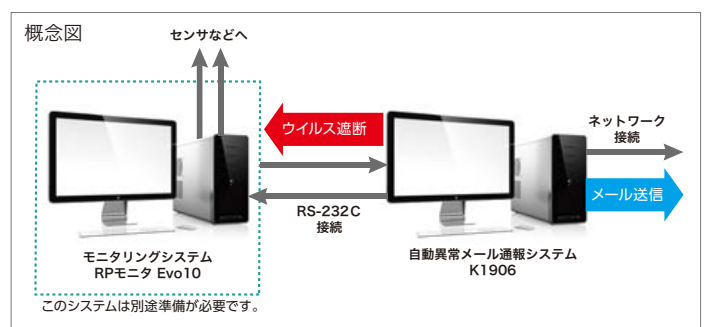 概念図
センサなどへ
ウイルス遮断
ネットワーク
接続
メール送信
RS-232C
接続
モニタリングシステム
RPモニタ Evo10
自動異常メール通報システム
K1906
このシステムは別途準備が必要です。